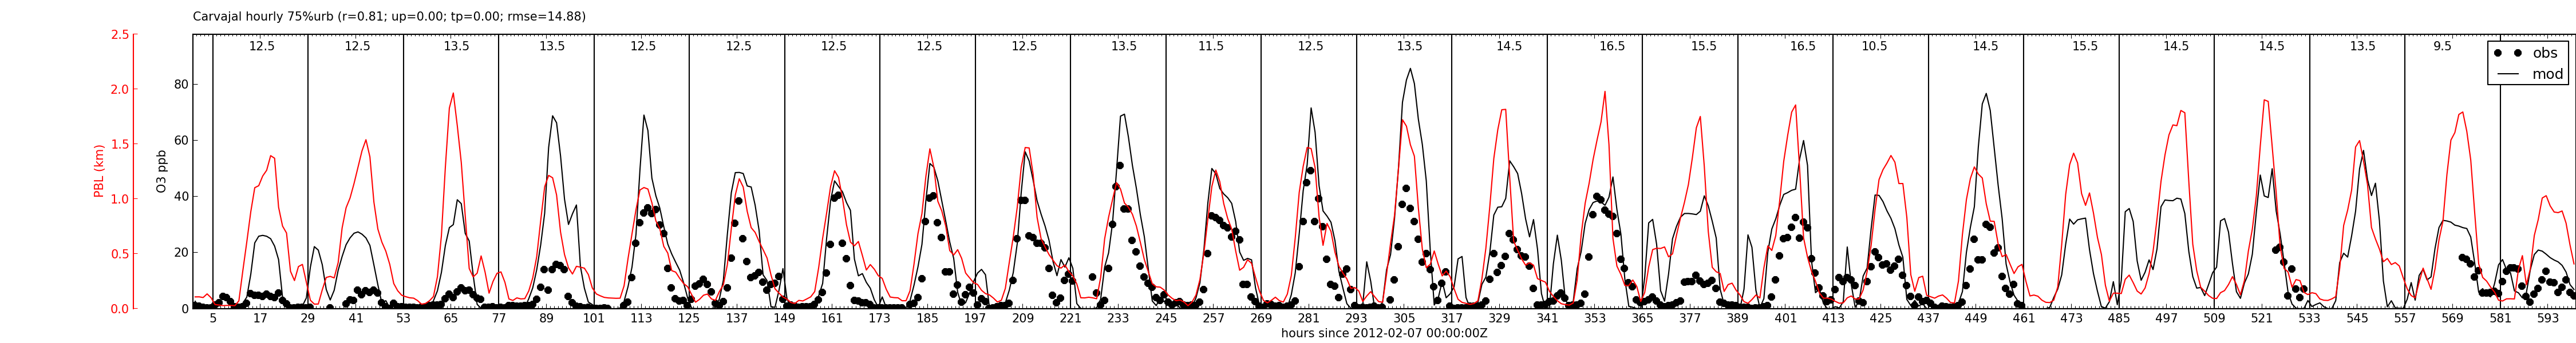 Carvajal hourly 75%urb (r=0.81; up=0.00; tp=0.00; rmse=14.88)
12.5 12.5 13.5 13.5 12.5 12.5 12.5 12.5 12.5 13.5 11.5 12.5 13.5 14.5 16.5 15.5 16.5 10.5 14.5 15.5 14.5 14.5 13.5 9.5
obs
mod
2.5
2.0
1.5
1.0
0.5
0.0
PBL (km)
80
60
40
20
0
O3 ppb
5 17 29 41 53 65 77 89 101 113 125 137 149 161 173 185 197 209 221 233 245 257 269 281 293 305 317 329 341 353 365 377 389 401 413 425 437 449 461 473 485 497 509 521 533 545 557 569 581 593
hours since 2012-02-07 00:00:00Z